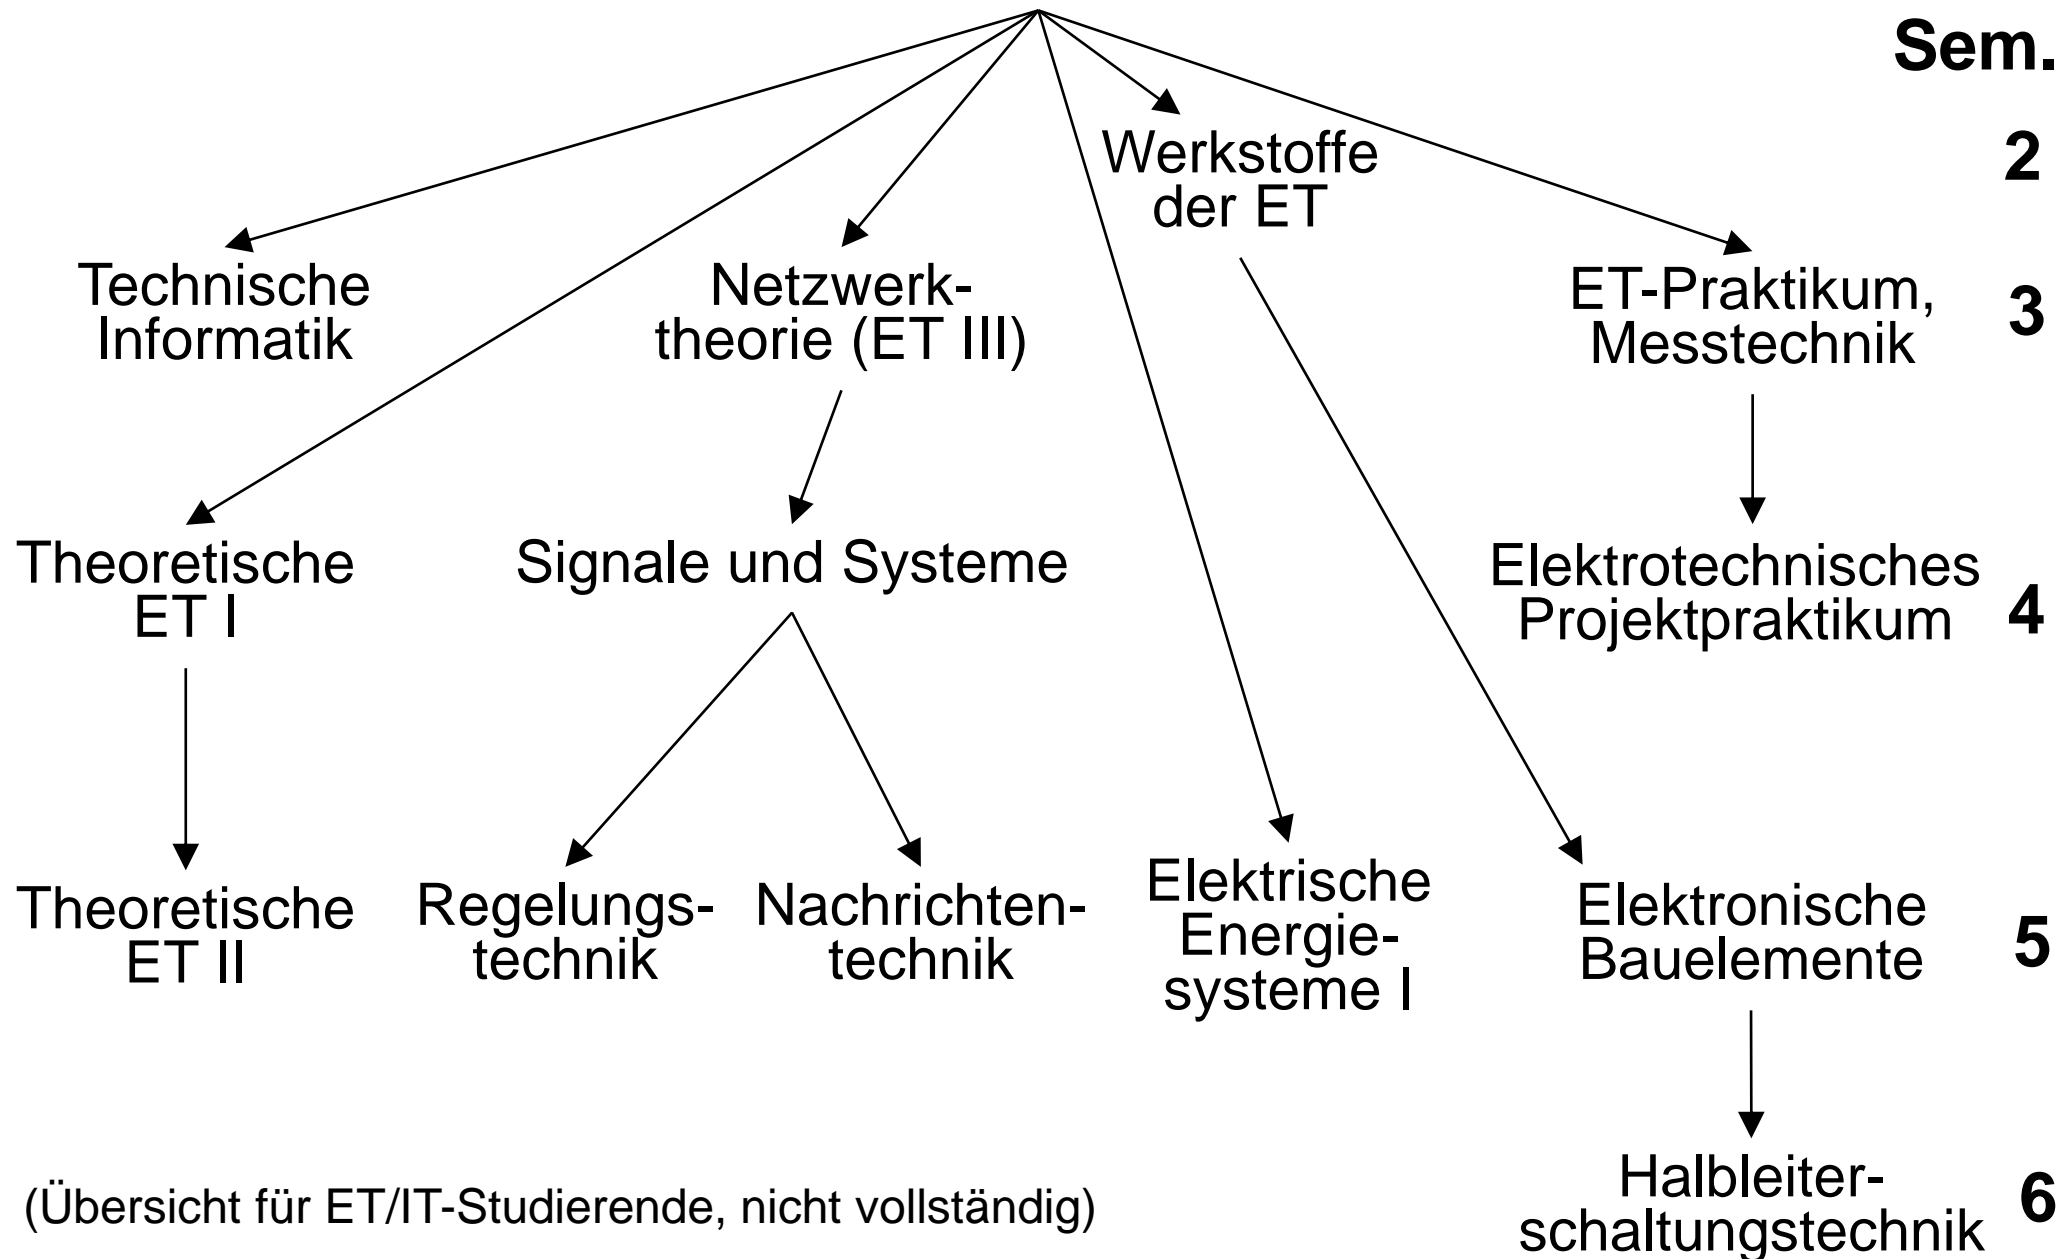 Sem.
Werkstoffe
der ET
2
Technische
Informatik
Netzwerk-
theorie (ET III)
ET-Praktikum,
Messtechnik
3
Theoretische
ET I
Signale und Systeme
Elektrotechnisches
Projektpraktikum
4
Theoretische
ET II
Regelungs-
technik
Nachrichten-
technik
Elektrische
Energie-
systeme I
Elektronische
Bauelemente
5
Halbleiter-
schaltungstechnik
6
(Übersicht für ET/IT-Studierende, nicht vollständig)